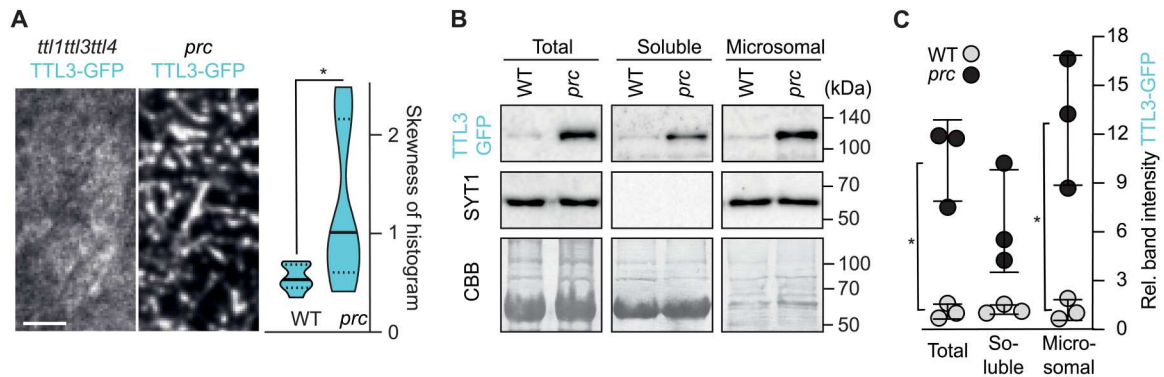 A
ttl1ttl3ttl4
TTL3-GFP
prc
TTL3-GFP
*
2
1
0
Skewness of histogram
WT
prc
B
Total
Soluble
Microsomal
WT
prc
WT
prc
WT
prc
(kDa)
TTL3
GFP
140
100
SYT1
70
50
CBB
100
70
50
C
WT
prc
*
*
18
15
12
9
6
3
0
Rel. band intensity TTL3-GFP
Total
So-
luble
Micro-
somal